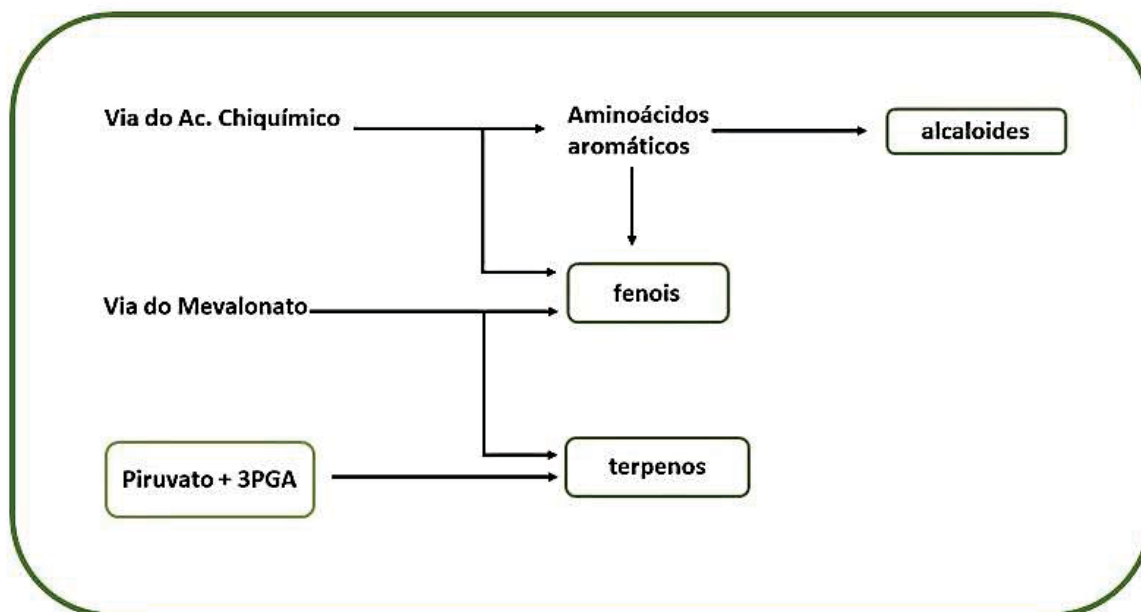 Via do Ac. Chiquímico
Aminoácidos
aromáticos
alcaloides
fenois
Via do Mevalonato
terpenos
Piruvato + 3PGA